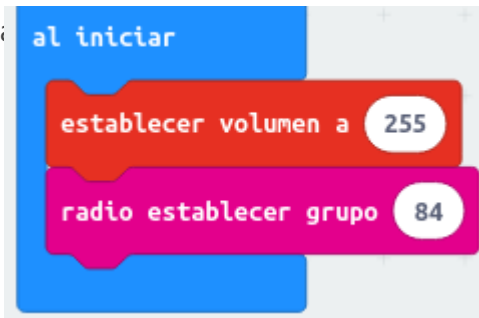 al iniciar
establecer volumen a 255
radio establecer grupo 84